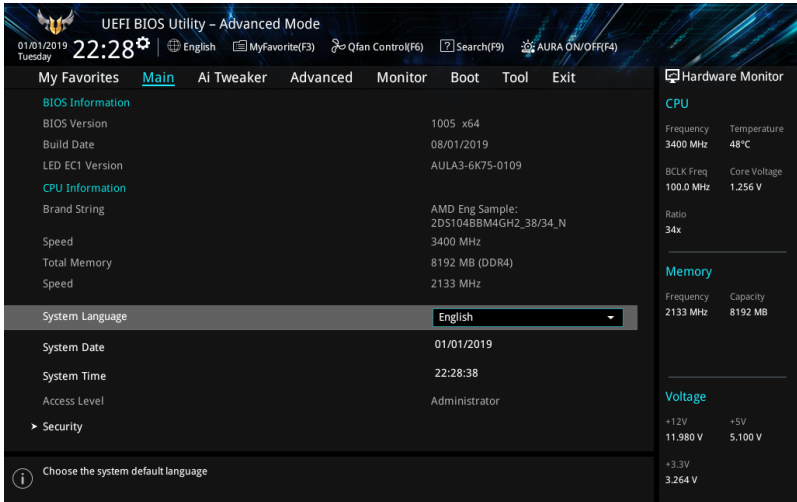 UEFI BIOS Utility – Advanced Mode
01/01/2019
Tuesday
22:28
English
MyFavorite(F3)
Qfan Control(F6)
? Search(F9)
AURA ON/OFF(F4)
My Favorites Main Ai Tweaker Advanced Monitor Boot Tool Exit
Hardware Monitor
BIOS Information
BIOS Version 1005 x64
Build Date 08/01/2019
LED EC1 Version AULA3-6K75-0109
CPU Information
Brand String AMD Eng Sample:
2DS104BBM4GH2_38/34_N
Speed 3400 MHz
Total Memory 8192 MB (DDR4)
Speed 2133 MHz
System Language English
System Date 01/01/2019
System Time 22:28:38
Access Level Administrator
> Security
i Choose the system default language
CPU
Frequency Temperature
3400 MHz 48°C
BCLK Freq Core Voltage
100.0 MHz 1.256 V
Ratio
34x
Memory
Frequency Capacity
2133 MHz 8192 MB
Voltage
+12V +5V
11.980 V 5.100 V
+3.3V
3.264 V